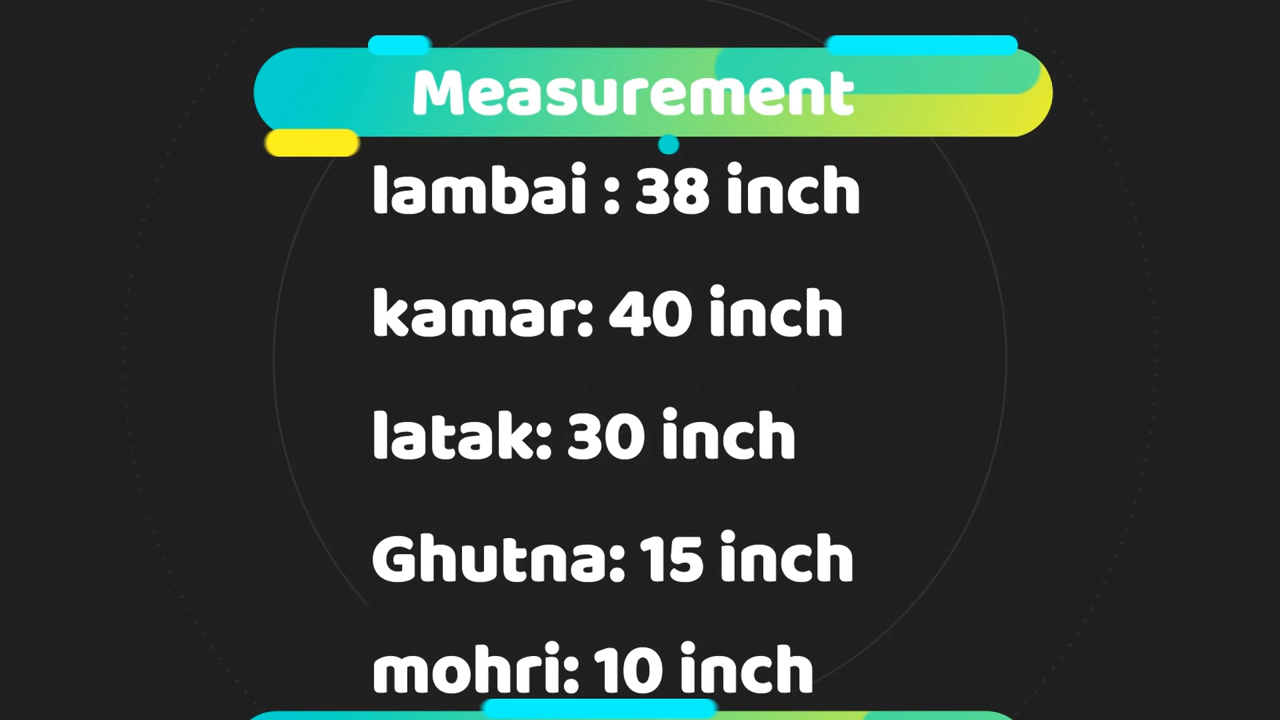 Measurement
lambai : 38 inch
kamar: 40 inch
latak: 30 inch
Ghutna: 15 inch
mohri: 10 inch